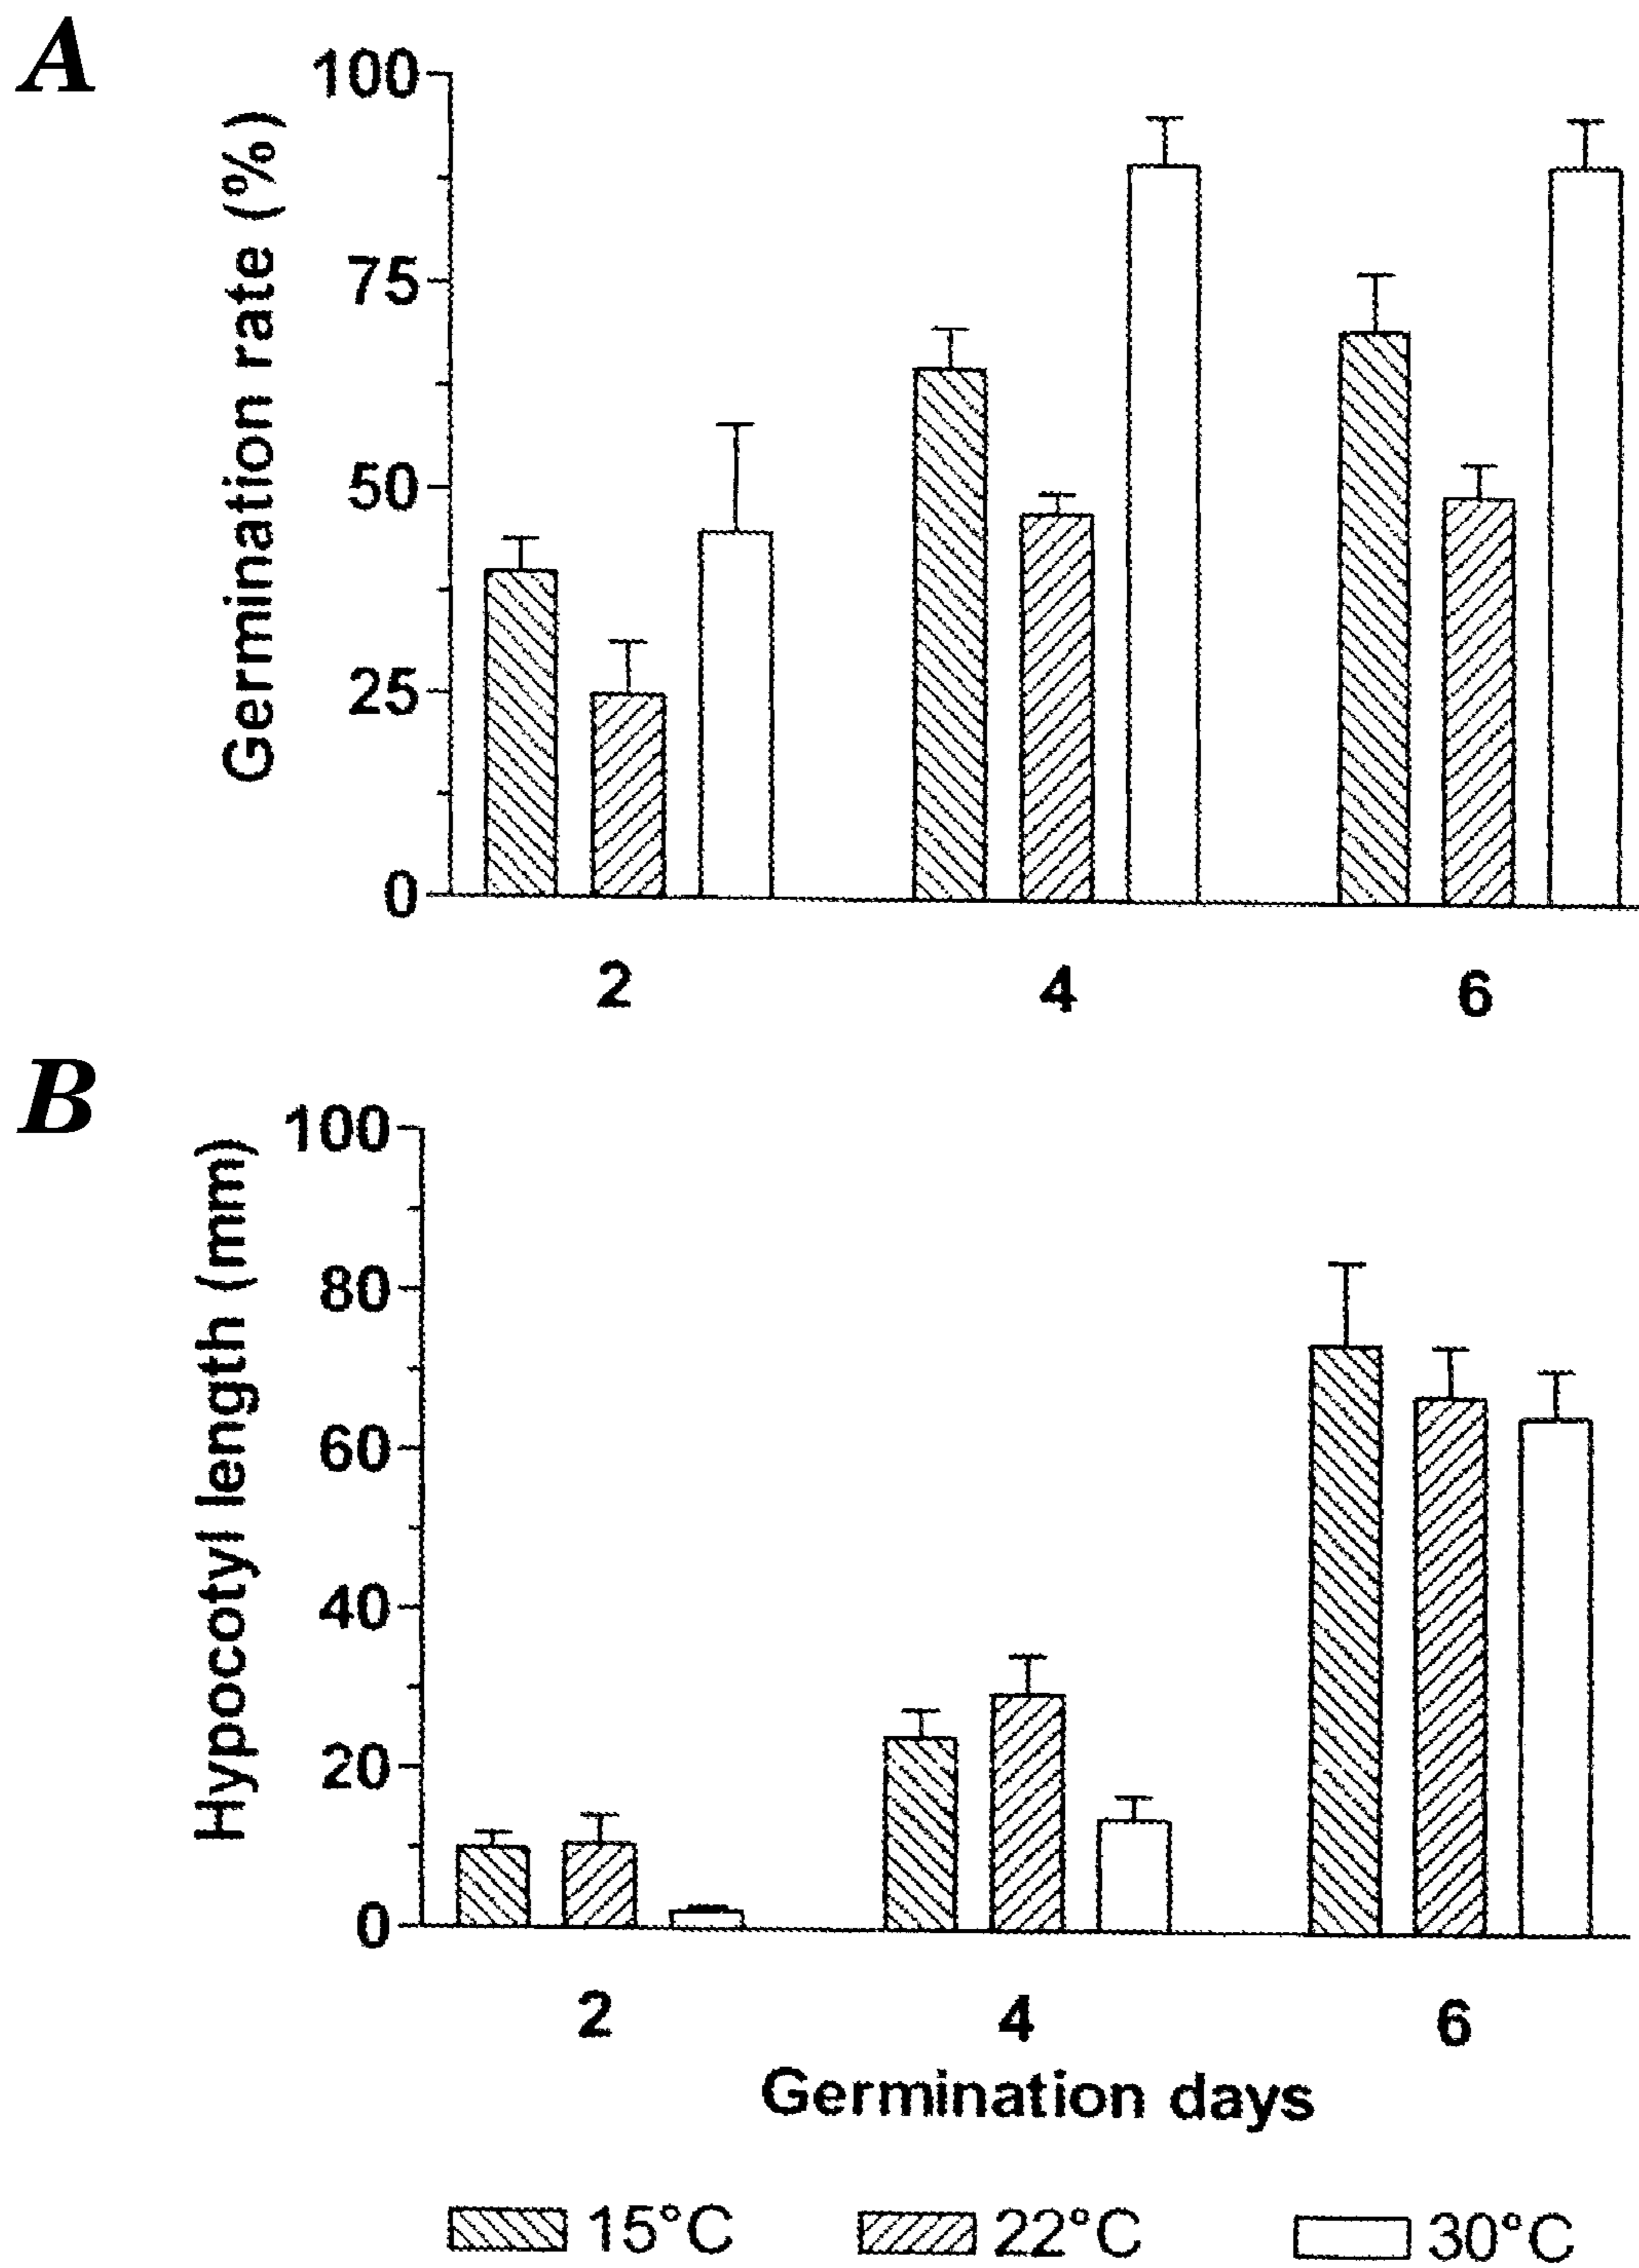 A
Germination rate (%)
100
75
50
25
0
2 4 6
B
Hypocotyl length (mm)
100
80
60
40
20
0
2 4 6
Germination days
15°C 22°C 30°C